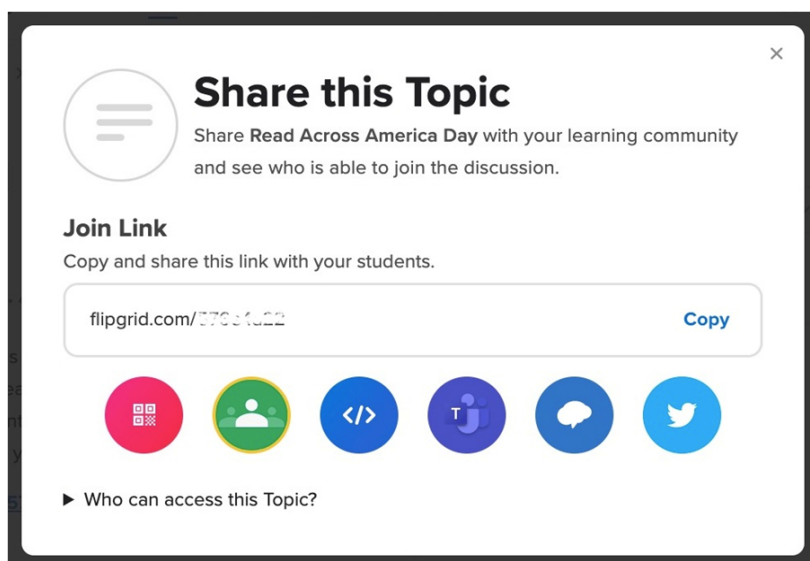 Share this Topic
Share Read Across America Day with your learning community
and see who is able to join the discussion.
Join Link
Copy and share this link with your students.
flipgrid.com/
Copy
T
Who can access this Topic?